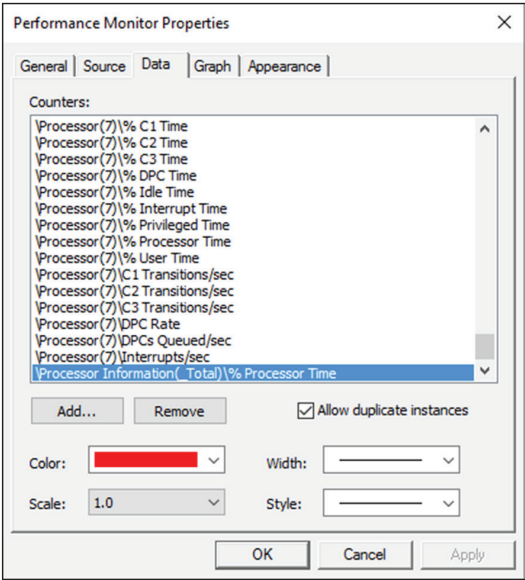 Performance Monitor Properties
General Source Data Graph Appearance
Counters:
\Processor(7)\% C1 Time
\Processor(7)\% C2 Time
\Processor(7)\% C3 Time
\Processor(7)\% DPC Time
\Processor(7)\% Idle Time
\Processor(7)\% Interrupt Time
\Processor(7)\% Privileged Time
\Processor(7)\% Processor Time
\Processor(7)\% User Time
\Processor(7)\C1 Transitions/sec
\Processor(7)\C2 Transitions/sec
\Processor(7)\C3 Transitions/sec
\Processor(7)\DPC Rate
\Processor(7)\DPCs Queued/sec
\Processor(7)\Interrupts/sec
\Processor Information(_Total)\% Processor Time
Add... Remove Allow duplicate instances
Color: Width:
Scale: 1.0 Style:
OK Cancel Apply